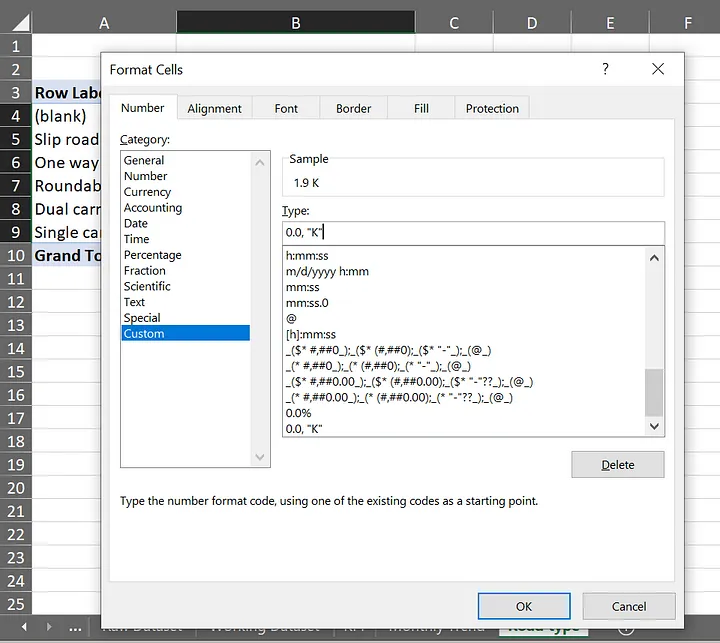 A B C D E F
1
2
Format Cells ?
3 Row
Number Alignment Font Border Fill Protection
4 (blank)
Category:
5 Slip road
6 One way
7
8 Dual
9 Single
10 Grand
11
12
13
14
15
16
17
18
19
20
21
22
23
24
25
General
Number
Currency
Accounting
Date
Time
Percentage
Fraction
Scientific
Text
Special
Custom
Sample
1.9 K
Type:
0.0, "K"
h:mm:ss
m/d/yyyy h:mm
mm:ss
mm:ss.0
@
[h]:mm:ss
_($* #,##0_);_($* (#,##0);_($* "-"_);_(@_)
_(* #,##0_);_(* (#,##0);_(* "-"_);_(@_)
_($* #,##0.00_);_($* (#,##0.00);_($* "-"??_);_(@_)
_(* #,##0.00_);_(* (#,##0.00);_(* "-"??_);_(@_)
0.0%
0.0, "K"
Delete
Type the number format code, using one of the existing codes as a starting point.
OK Cancel
... Raw Dataset Working Dataset KPI Monthly Trend Road type